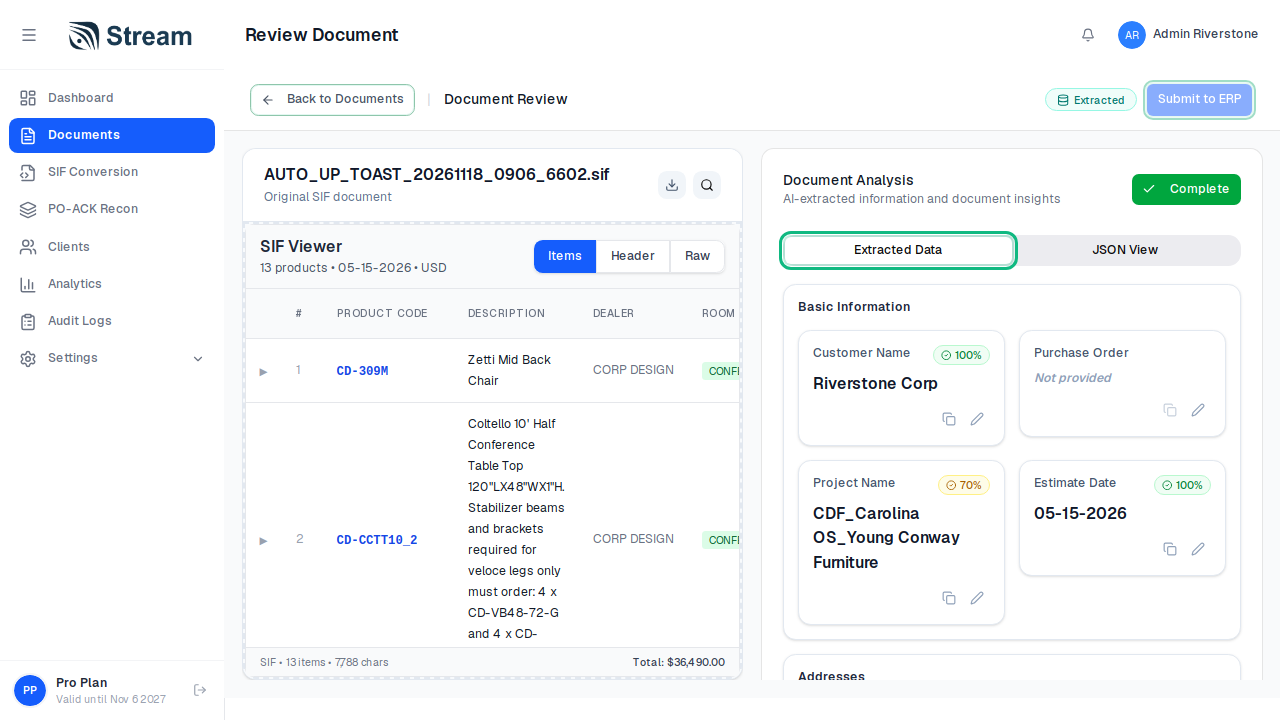 Stream
Review Document
AR
Admin Riverstone
Dashboard
Documents
SIF Conversion
PO-ACK Recon
Clients
Analytics
Audit Logs
Settings
PP
Pro Plan
Valid until Nov 6 2027
Back to Documents
Document Review
Extracted
Submit to ERP
AUTO_UP_TOAST_20261118_0906_6602.sif
Original SIF document
SIF Viewer
13 products • 05-15-2026 • USD
Items
Header
Raw
#
PRODUCT CODE
DESCRIPTION
DEALER
ROOM
1
CD-309M
Zetti Mid Back
Chair
CORP DESIGN
2
CD-CCTT10_2
Coltello 10' Half
Conference
Table Top
120"LX48"WX1"H.
Stabilizer beams
and brackets
required for
veloce legs only
must order: 4 x
CD-VB48-72-G
and 4 x CD-
CORP DESIGN
SIF • 13 items • 7,788 chars
Total: $36,490.00
Document Analysis
AI-extracted information and document insights
Complete
Extracted Data
JSON View
Basic Information
Customer Name
100%
Riverstone Corp
Purchase Order
Not provided
Project Name
70%
CDF_Carolina
OS_Young Conway
Furniture
Estimate Date
100%
05-15-2026
Addresses